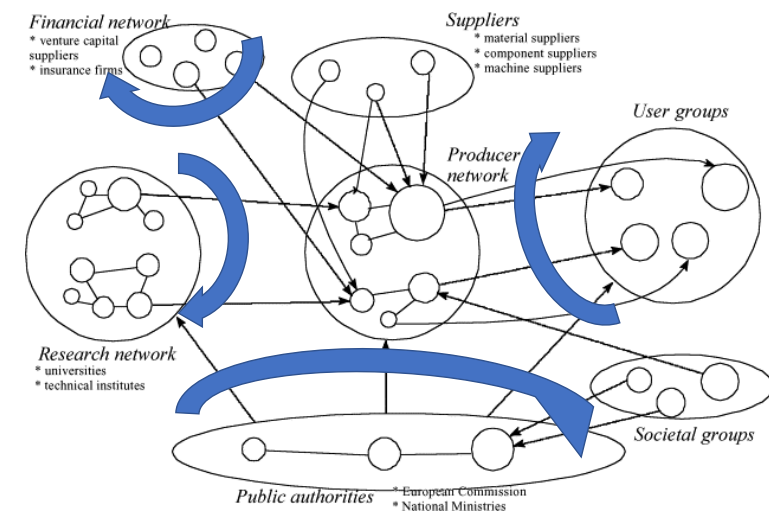 Financial network
* venture capital
suppliers
* insurance firms
Suppliers
* material suppliers
* component suppliers
* machine suppliers
User groups
Producer
network
Research network
* universities
* technical institutes
Societal groups
Public authorities
* European Commission
* National Ministries